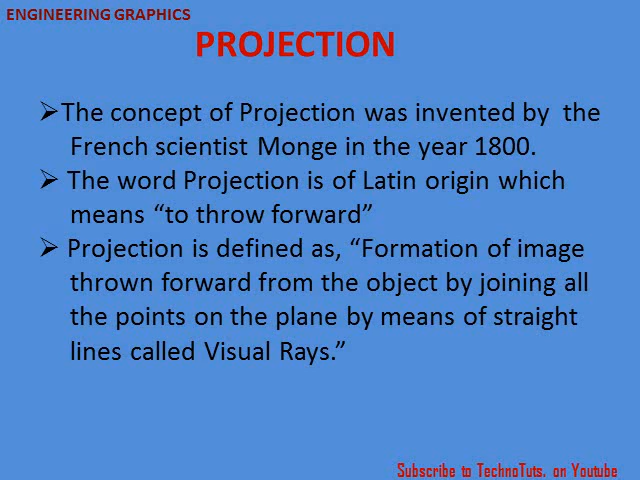 ENGINEERING GRAPHICS
PROJECTION
➢The concept of Projection was invented by  the
French scientist Monge in the year 1800.
➢ The word Projection is of Latin origin which
means “to throw forward”
➢ Projection is defined as, “Formation of image
thrown forward from the object by joining all
the points on the plane by means of straight
lines called Visual Rays.”
Subscribe to TechnoTuts. on Youtube